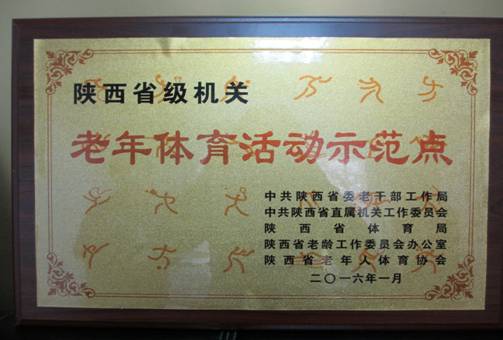 陕西省级机关
老年体育活动示范点
中共陕西省委老干部工作局
中共陕西省直属机关工作委员会
陕西省体育局
陕西省老龄工作委员会办公室
陕西省老年人体育协会
二〇一六年一月